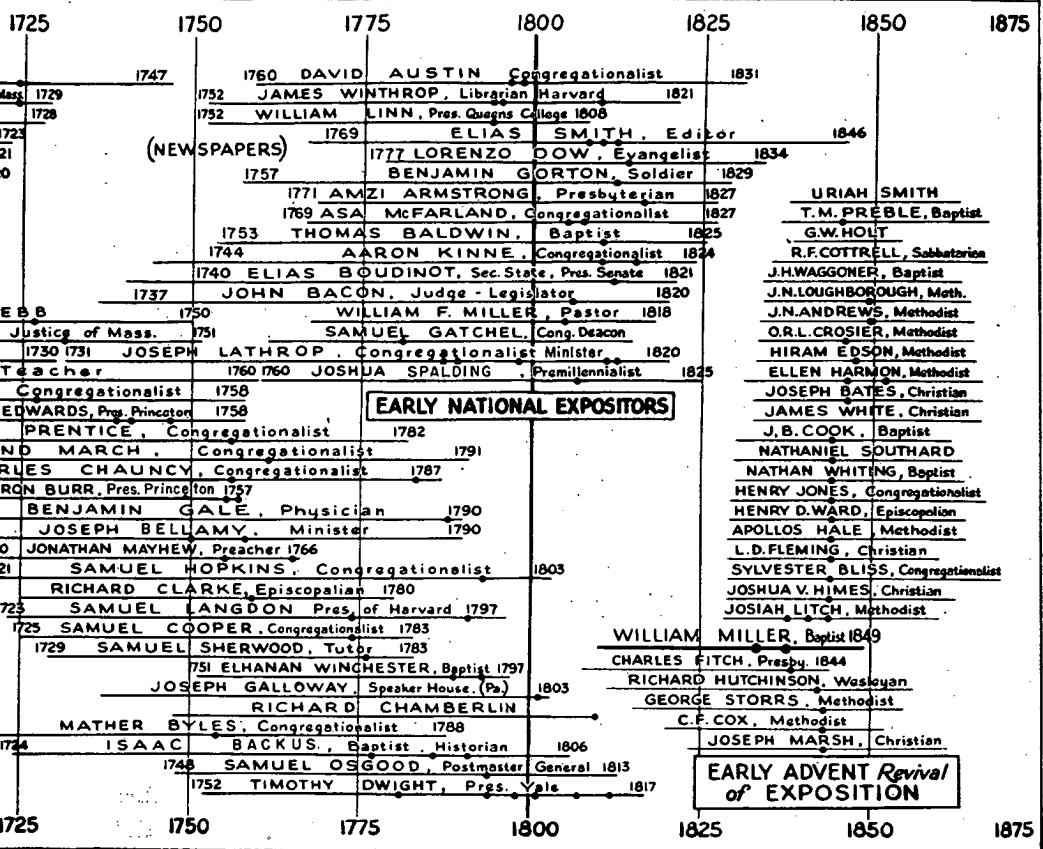 1725 1750 1775 1800 1825 1850 1875
1747 1760 DAVID AUSTIN Congregationalist 1831
Mass. 1729 1752 JAMES WINTHROP, Librarian Harvard 1821
1728 1752 WILLIAM LINN, Pres. Queens College 1808
1723 1769 ELIAS SMITH, Editor 1846
21 (NEWSPAPERS) 1777 LORENZO DOW, Evangelist 1834
20 1757 BENJAMIN GORTON, Soldier 1829
1771 AMZI ARMSTRONG, Presbyterian 1827 URIAH SMITH
1769 ASA McFARLAND, Congregationalist 1827 T.M. PREBLE, Baptist
1753 THOMAS BALDWIN, Baptist 1825 G.W. HOLT
1744 AARON KINNE, Congregationalist 1824 R.F. COTTRELL, Sabbatarian
1740 ELIAS BOUDINOT, Sec. State, Pres. Senate 1821 J.H. WAGGONER, Baptist
1737 JOHN BACON, Judge - Legislator 1820 J.N. LOUGHBOROUGH, Meth.
EBB 1750 WILLIAM F. MILLER, Pastor 1818 J.N. ANDREWS, Methodist
Justice of Mass. 1751 SAMUEL GATCHEL, Cong. Deacon O.R.L. CROSIER, Methodist
1730 1731 JOSEPH LATHROP, Congregationalist Minister 1820 HIRAM EDSON, Methodist
Teacher 1760 1760 JOSHUA SPALDING, Premillennialist 1825 ELLEN HARMON, Methodist
Congregationalist 1758 JOSEPH BATES, Christian
EDWARDS, Pres. Princeton 1758 EARLY NATIONAL EXPOSITORS JAMES WHITE, Christian
PRENTICE, Congregationalist 1782 J.B. COOK, Baptist
ND MARCH, Congregationalist 1791 NATHANIEL SOUTHARD
RLES CHAUNCY, Congregationalist 1787 NATHAN WHITING, Baptist
RON BURR, Pres. Princeton 1757 HENRY JONES, Congregationalist
BENJAMIN GALE, Physician 1790 HENRY D. WARD, Episcopalian
JOSEPH BELLAMY, Minister 1790 APOLLOS HALE, Methodist
0 JONATHAN MAYHEW, Preacher 1766 L.D. FLEMING, Christian
21 SAMUEL HOPKINS, Congregationalist 1803 SYLVESTER BLISS, Congregationalist
RICHARD CLARKE, Episcopalian 1780 JOSHUA V. HIMES, Christian
1723 SAMUEL LANGDON Pres. of Harvard 1797 JOSIAH LITCH, Methodist
1725 SAMUEL COOPER, Congregationalist 1783 WILLIAM MILLER, Baptist 1849
1729 SAMUEL SHERWOOD, Tutor 1783 CHARLES FITCH, Presby. 1844
751 ELHANAN WINCHESTER, Baptist 1797 RICHARD HUTCHINSON, Wesleyan
JOSEPH GALLOWAY, Speaker House, (Pa.) 1803 GEORGE STORRS, Methodist
RICHARD CHAMBERLIN C.F. COX, Methodist
MATHER BYLES, Congregationalist 1788 JOSEPH MARSH, Christian
1724 ISAAC BACKUS, Baptist Historian 1806
1748 SAMUEL OSGOOD, Postmaster General 1813
1752 TIMOTHY DWIGHT, Pres. Yale 1817
EARLY ADVENT Revival
of EXPOSITION
1725 1750 1775 1800 1825 1850 1875